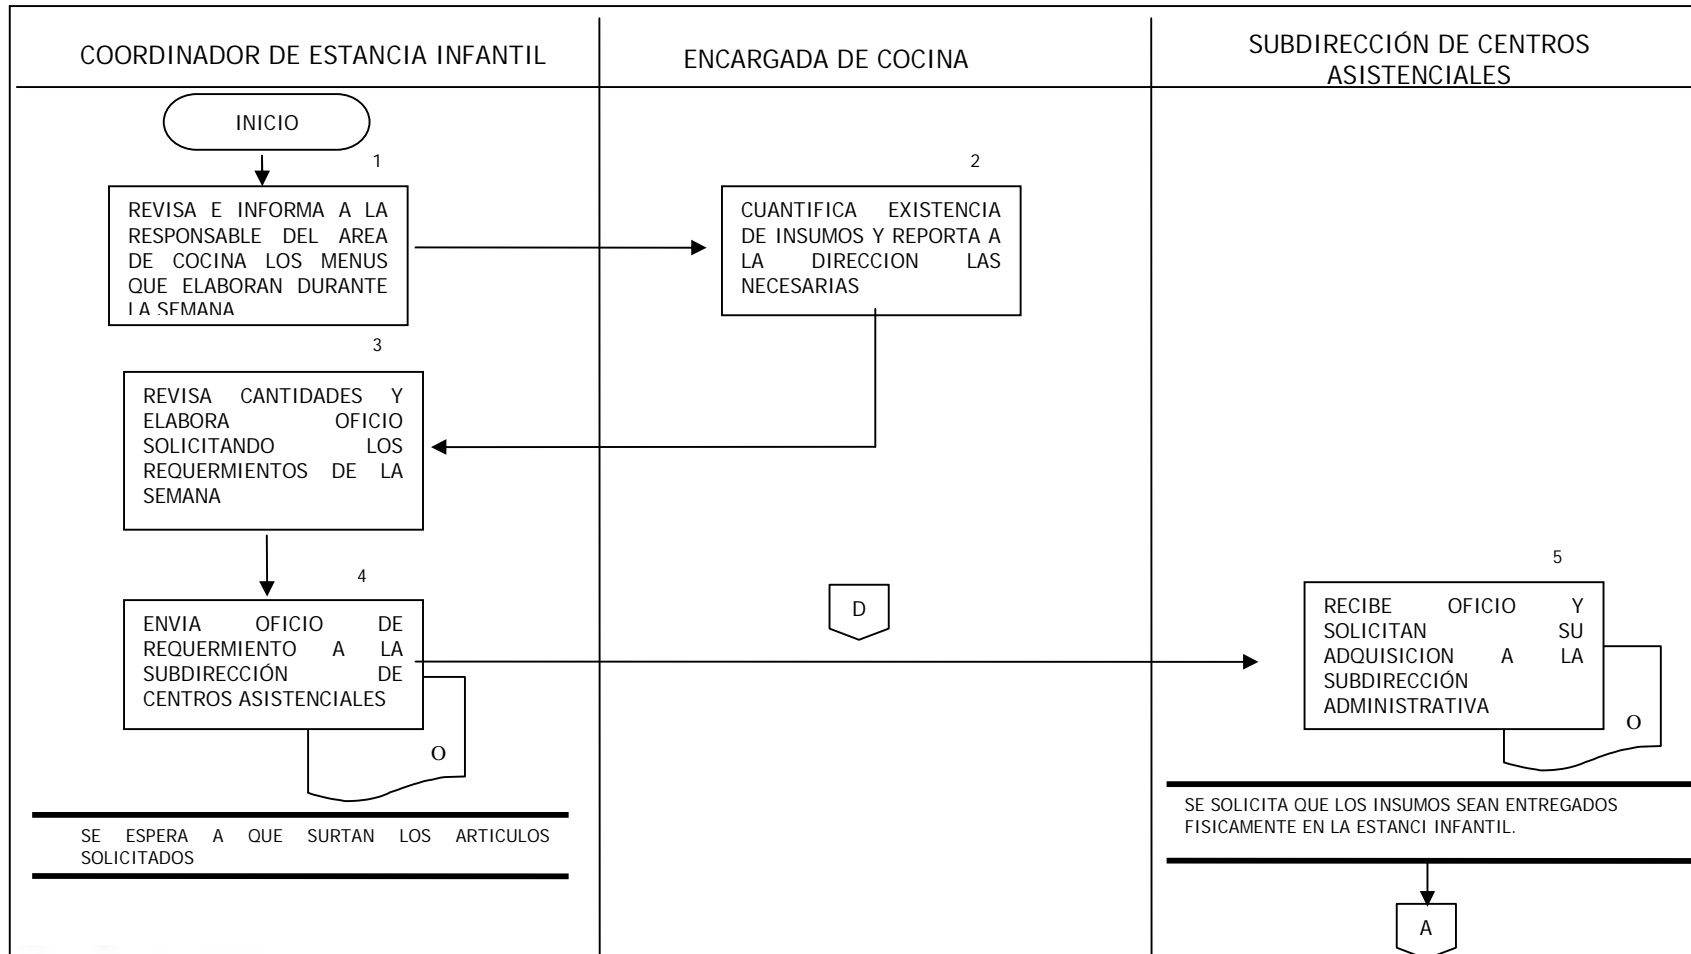 COORDINADOR DE ESTANCIA INFANTIL
ENCARGADA DE COCINA
SUBDIRECCIÓN DE CENTROS
ASISTENCIALES
INICIO
1
REVISA E INFORMA A LA
RESPONSABLE DEL AREA
DE COCINA LOS MENUS
QUE ELABORAN DURANTE
LA SEMANA
2
CUANTIFICA EXISTENCIA
DE INSUMOS Y REPORTA A
LA DIRECCION LAS
NECESARIAS
3
REVISA CANTIDADES Y
ELABORA OFICIO
SOLICITANDO LOS
REQUERMIENTOS DE LA
SEMANA
4
ENVIA OFICIO DE
REQUERMIENTO A LA
SUBDIRECCIÓN DE
CENTROS ASISTENCIALES
O
D
5
RECIBE OFICIO Y
SOLICITAN SU
ADQUISICION A LA
SUBDIRECCIÓN
ADMINISTRATIVA
O
SE ESPERA A QUE SURTAN LOS ARTICULOS
SOLICITADOS
SE SOLICITA QUE LOS INSUMOS SEAN ENTREGADOS
FISICAMENTE EN LA ESTANCI INFANTIL.
A